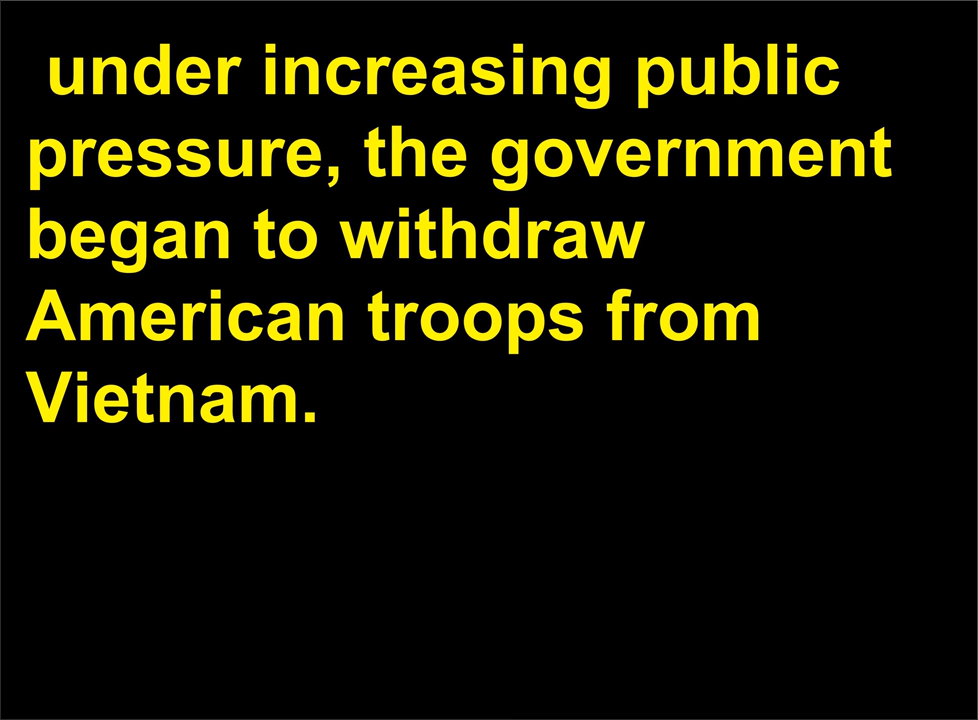 under increasing public
pressure, the government
began to withdraw
American troops from
Vietnam.